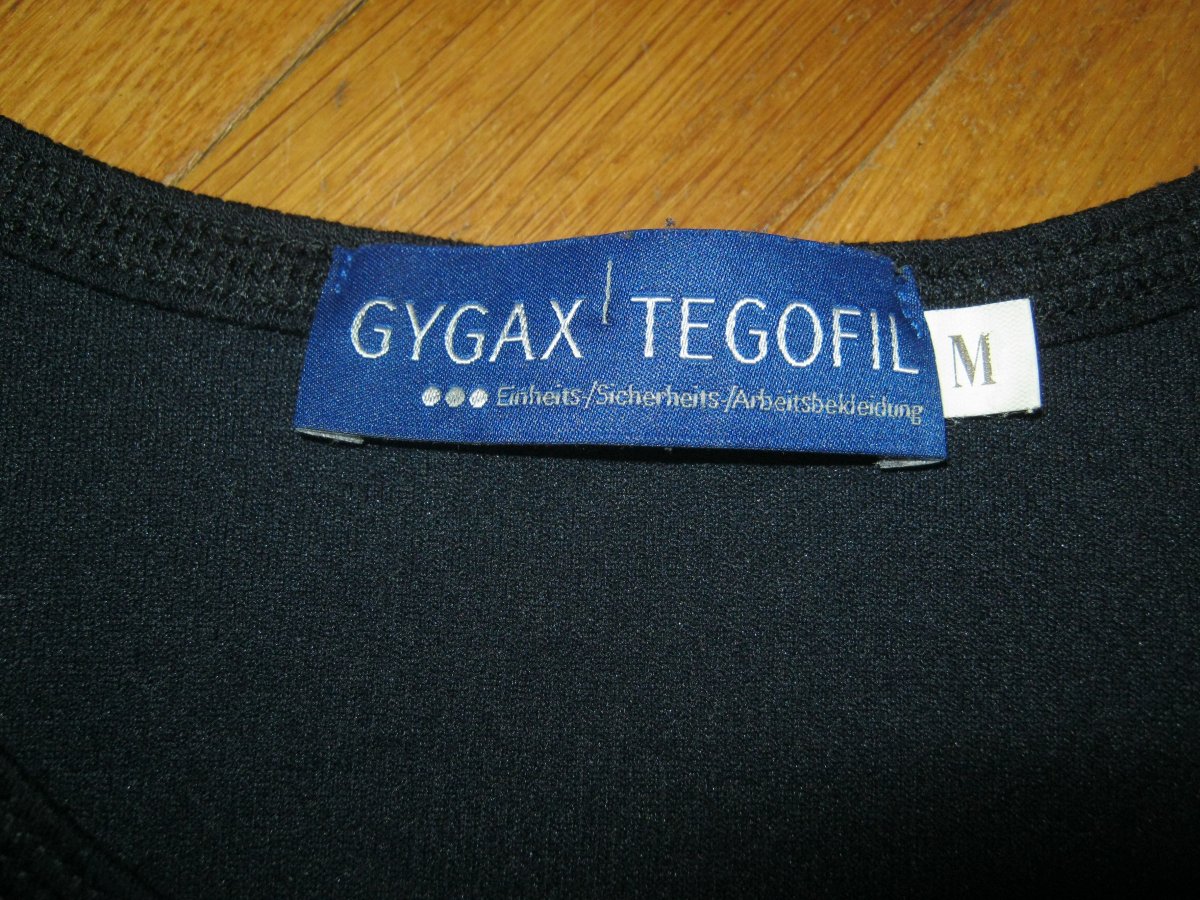 GYGAX | TEGOFIL
Einheits-/Sicherheits-/Arbeitsbekleidung
M